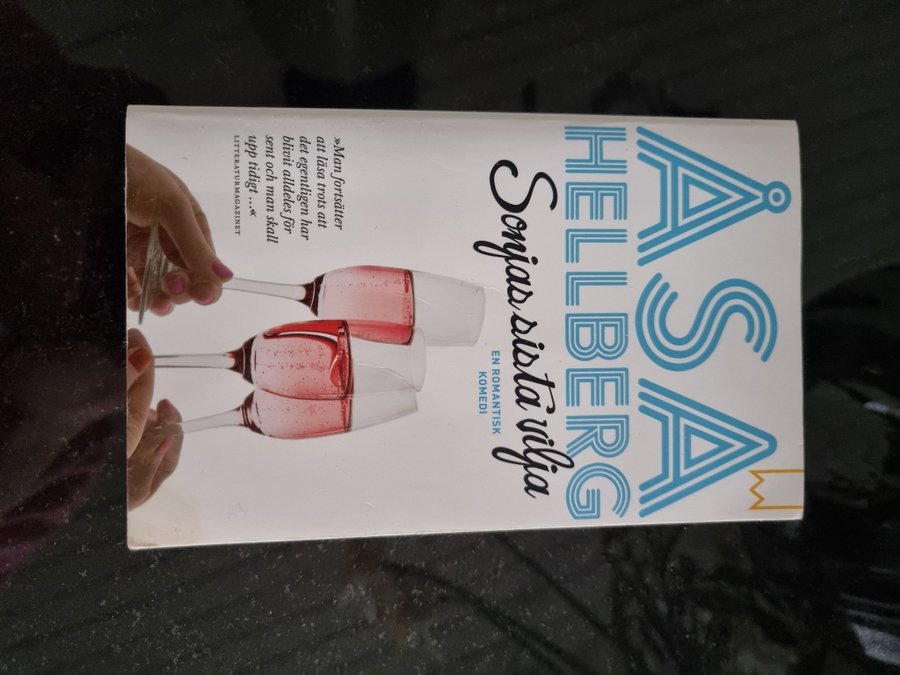 ÅSA
HELLBERG
Sonjas sista vilja
EN ROMANTISK
KOMEDI
»Man fortsätter
att läsa trots att
det egentligen har
blivit alldeles för
sent och man skall
upp tidigt ...«
LITTERATURMAGAZINET